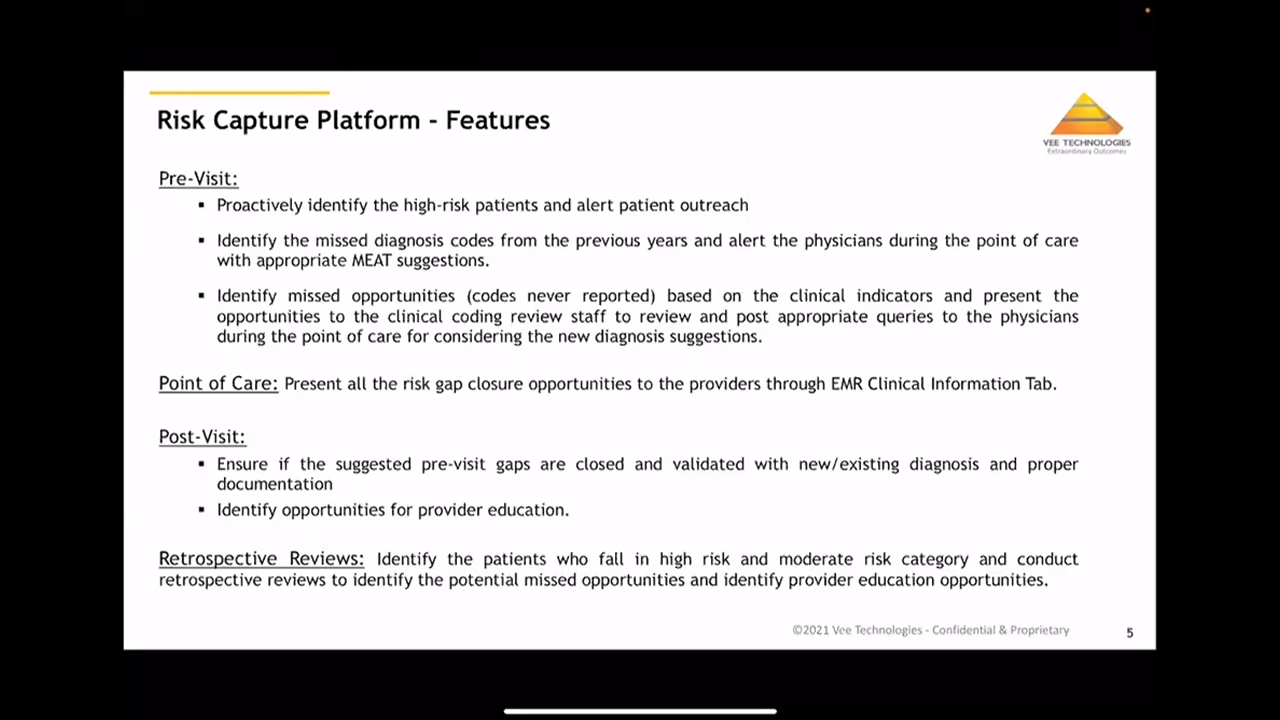 Risk Capture Platform - Features
VEE TECHNOLOGIES
Extraordinary Outcomes
Pre-Visit:
▪ Proactively identify the high-risk patients and alert patient outreach
▪ Identify the missed diagnosis codes from the previous years and alert the physicians during the point of care
with appropriate MEAT suggestions.
▪ Identify missed opportunities (codes never reported) based on the clinical indicators and present the
opportunities to the clinical coding review staff to review and post appropriate queries to the physicians
during the point of care for considering the new diagnosis suggestions.
Point of Care: Present all the risk gap closure opportunities to the providers through EMR Clinical Information Tab.
Post-Visit:
▪ Ensure if the suggested pre-visit gaps are closed and validated with new/existing diagnosis and proper
documentation
▪ Identify opportunities for provider education.
Retrospective Reviews: Identify the patients who fall in high risk and moderate risk category and conduct
retrospective reviews to identify the potential missed opportunities and identify provider education opportunities.
©2021 Vee Technologies - Confidential & Proprietary
5